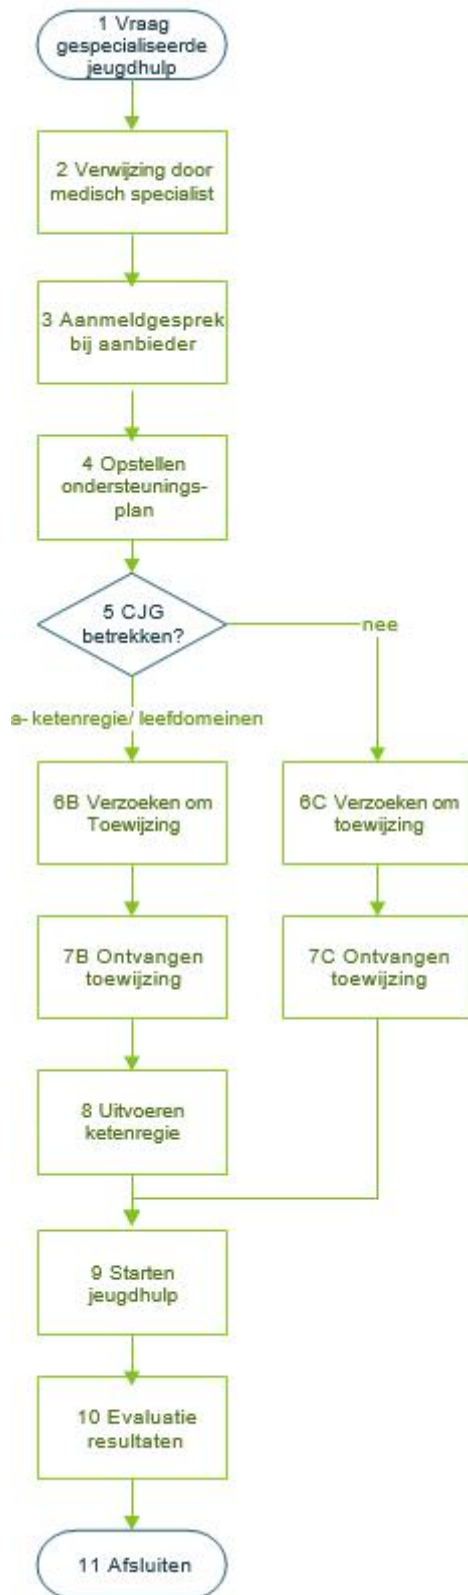 1 Vraag
gespecialiseerde
jeugdhulp
2 Verwijzing door
medisch specialist
3 Aanmeldgesprek
bij aanbieder
4 Opstellen
ondersteunings-
plan
5 CJG
betrekken?
nee
a- ketenregie/ leefdomeinen
6B Verzoeken om
Toewijzing
6C Verzoeken om
toewijzing
7B Ontvangen
toewijzing
7C Ontvangen
toewijzing
8 Uitvoeren
ketenregie
9 Starten
jeugdhulp
10 Evaluatie
resultaten
11 Afsluiten